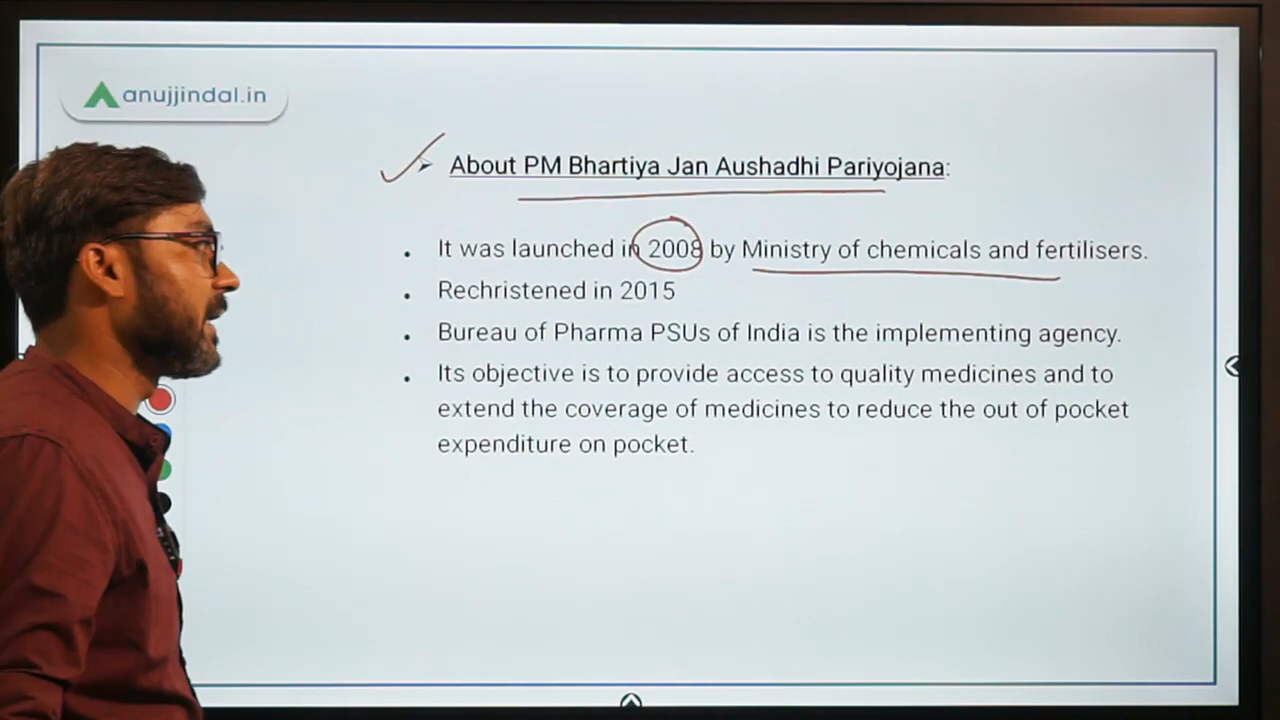 anujjindal.in
About PM Bhartiya Jan Aushadhi Pariyojana:
It was launched in 2008 by Ministry of chemicals and fertilisers.
Rechristened in 2015
Bureau of Pharma PSUs of India is the implementing agency.
Its objective is to provide access to quality medicines and to
extend the coverage of medicines to reduce the out of pocket
expenditure on pocket.